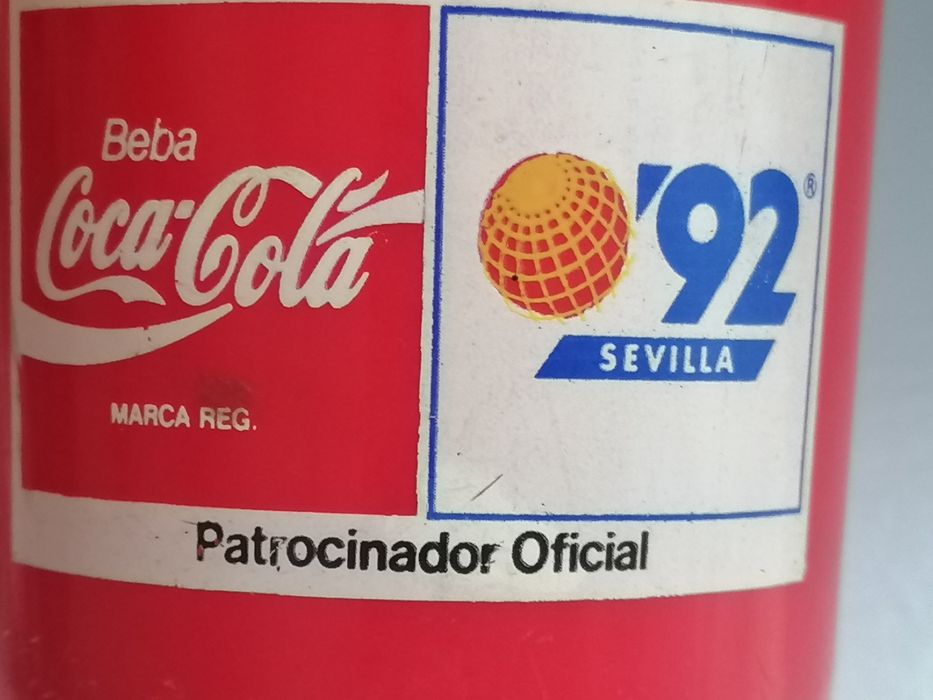 Beba
Coca-Cola
MARCA REG.
'92®
SEVILLA
Patrocinador Oficial